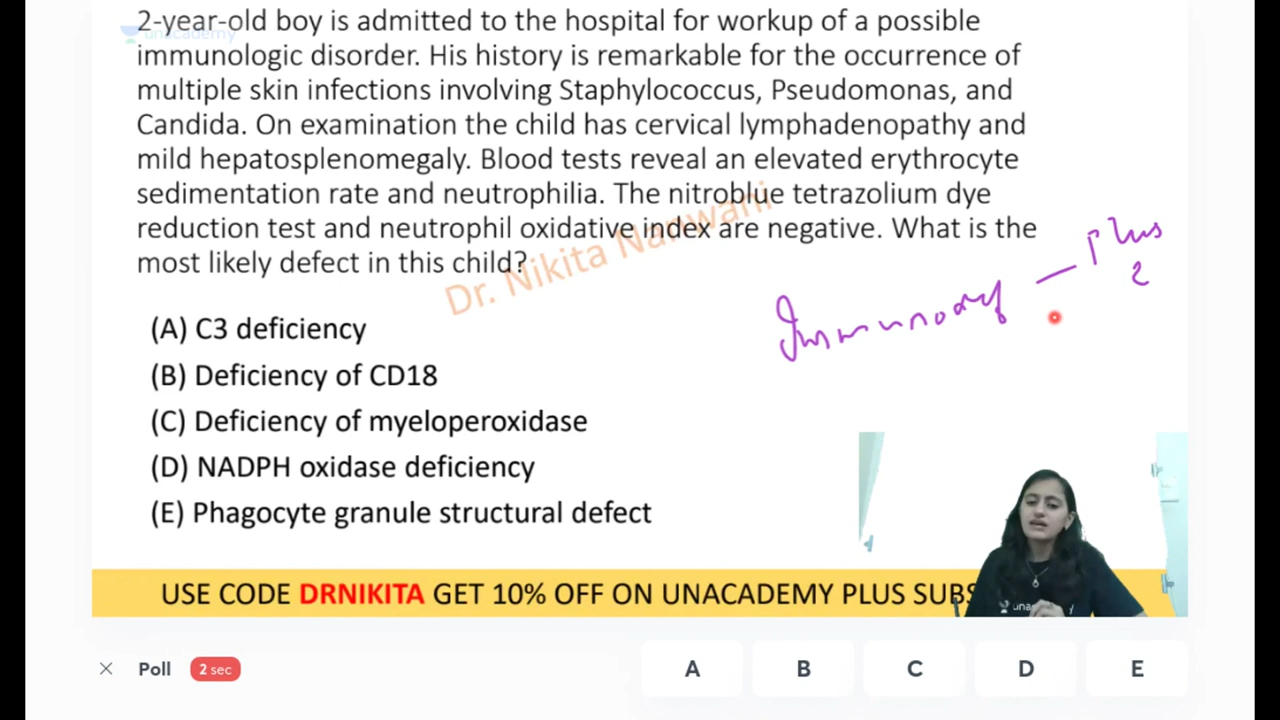 2-year-old boy is admitted to the hospital for workup of a possible
unacademy
immunologic disorder. His history is remarkable for the occurrence of
multiple skin infections involving Staphylococcus, Pseudomonas, and
Candida. On examination the child has cervical lymphadenopathy and
mild hepatosplenomegaly. Blood tests reveal an elevated erythrocyte
sedimentation rate and neutrophilia. The nitroblue tetrazolium dye
reduction test and neutrophil oxidative index are negative. What is the
most likely defect in this child?
Dr. Nikita Nanwani
Plus
2
(A) C3 deficiency
(B) Deficiency of CD18
(C) Deficiency of myeloperoxidase
(D) NADPH oxidase deficiency
(E) Phagocyte granule structural defect
USE CODE DRNIKITA GET 10% OFF ON UNACADEMY PLUS SUBS
Poll 2 sec A B C D E